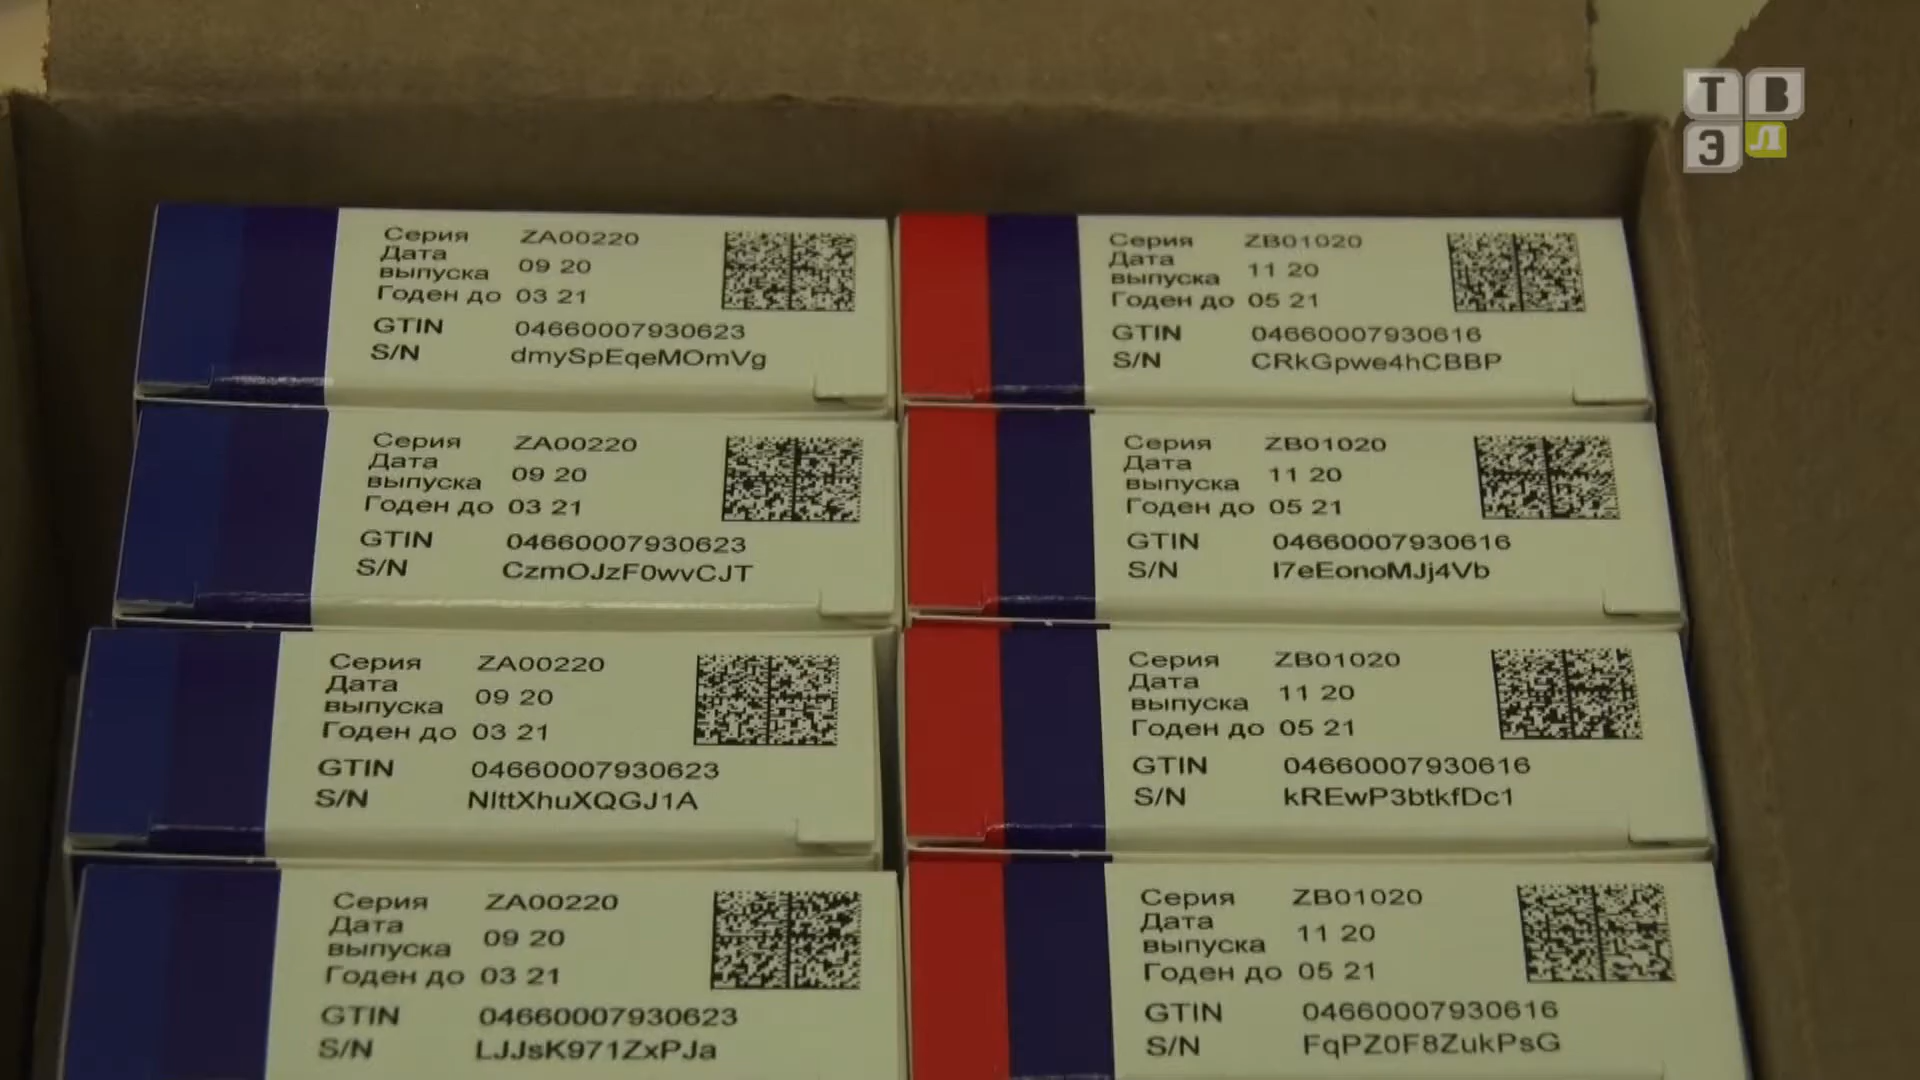 ТВ
ЭЛ
Серия ZA00220
Дата
выпуска 09 20
Годен до 03 21
GTIN 04660007930623
S/N dmySpEqeMOmVg
Серия ZB01020
Дата
выпуска 11 20
Годен до 05 21
GTIN 04660007930616
S/N CRkGpwe4hCBBP
Серия ZA00220
Дата
выпуска 09 20
Годен до 03 21
GTIN 04660007930623
S/N CzmOJzF0wvCJT
Серия ZB01020
Дата
выпуска 11 20
Годен до 05 21
GTIN 04660007930616
S/N I7eEonoMJj4Vb
Серия ZA00220
Дата
выпуска 09 20
Годен до 03 21
GTIN 04660007930623
S/N NIttXhuXQGJ1A
Серия ZB01020
Дата
выпуска 11 20
Годен до 05 21
GTIN 04660007930616
S/N kREwP3btkfDc1
Серия ZA00220
Дата
выпуска 09 20
Годен до 03 21
GTIN 04660007930623
S/N LJJsK971ZxPJa
Серия ZB01020
Дата
выпуска 11 20
Годен до 05 21
GTIN 04660007930616
S/N FqPZ0F8ZukPsG